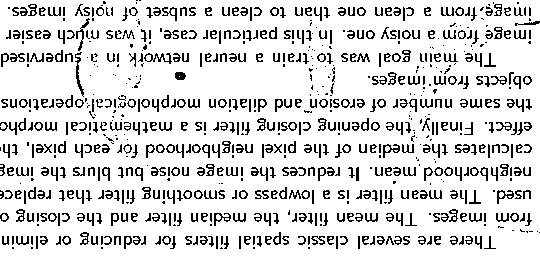 There are several classic spatial filters for reducing or elimin
from images. The mean filter, the median filter and the closing o
used. The mean filter is a lowpass or smoothing filter that replace
neighborhood mean. It reduces the image noise but blurs the imag
calculates the median of the pixel neighborhood for each pixel, th
effect. Finally, the opening closing filter is a mathematical morpho
the same number of erosion and dilation morphological operations
objects from images.
The main goal was to train a neural network in a supervised
image from a noisy one. In this particular case, it was much easier
image from a clean one than to clean a subset of noisy images.